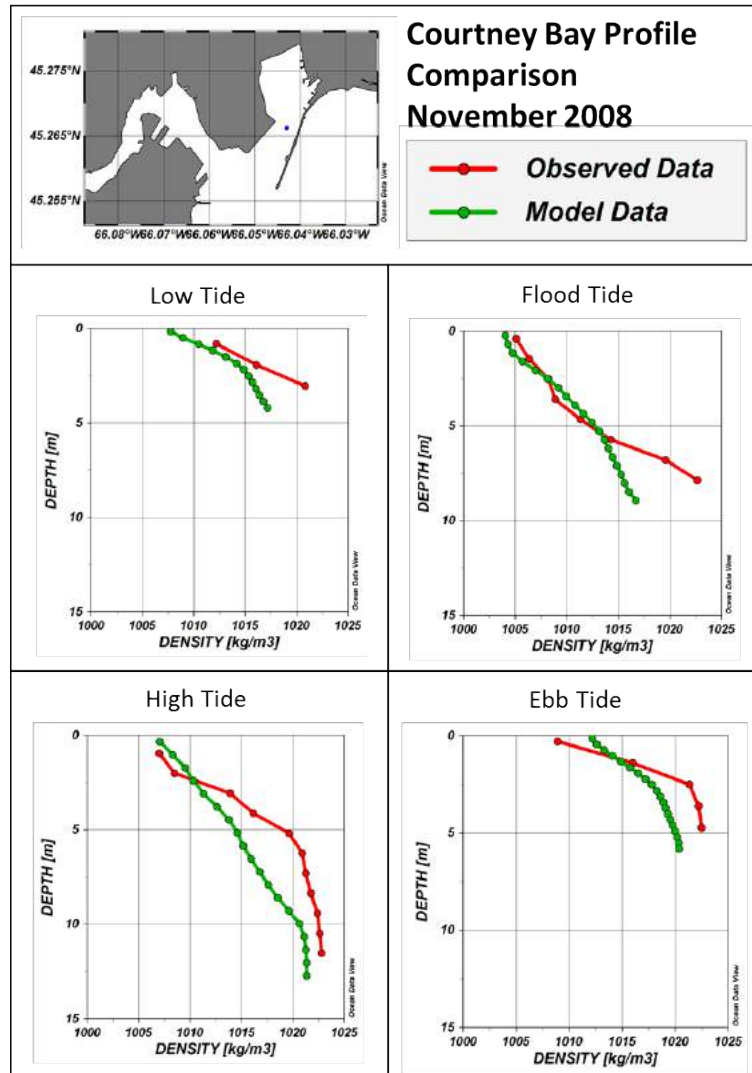 Courtney Bay Profile
Comparison
November 2008
45.275°N
45.265°N
45.255°N
66.08°W 66.07°W 66.06°W 66.05°W 66.04°W 66.03°W
Ocean Data View
Observed Data
Model Data
Low Tide
0
5
10
15
DEPTH [m]
1000 1005 1010 1015 1020 1025
DENSITY [kg/m3]
Ocean Data View
Flood Tide
0
5
10
15
DEPTH [m]
1000 1005 1010 1015 1020 1025
DENSITY [kg/m3]
Ocean Data View
High Tide
0
5
10
15
DEPTH [m]
1000 1005 1010 1015 1020 1025
DENSITY [kg/m3]
Ocean Data View
Ebb Tide
0
5
10
15
DEPTH [m]
1000 1005 1010 1015 1020 1025
DENSITY [kg/m3]
Ocean Data View